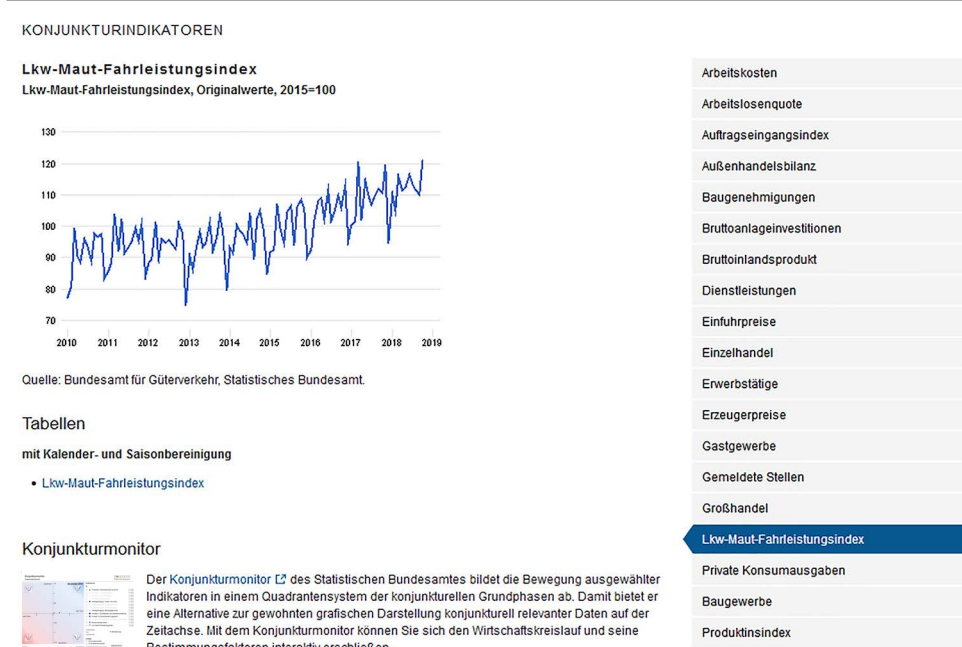 KONJUNKTURINDIKATOREN
Lkw-Maut-Fahrleistungsindex
Lkw-Maut-Fahrleistungsindex, Originalwerte, 2015=100
130
120
110
100
90
80
70
2010 2011 2012 2013 2014 2015 2016 2017 2018 2019
Quelle: Bundesamt für Güterverkehr, Statistisches Bundesamt.
Tabellen
mit Kalender- und Saisonbereinigung
• Lkw-Maut-Fahrleistungsindex
Konjunkturmonitor
Der Konjunkturmonitor des Statistischen Bundesamtes bildet die Bewegung ausgewählter
Indikatoren in einem Quadrantensystem der konjunkturellen Grundphasen ab. Damit bietet er
eine Alternative zur gewohnten grafischen Darstellung konjunkturell relevanter Daten auf der
Zeitachse. Mit dem Konjunkturmonitor können Sie sich den Wirtschaftskreislauf und seine
Bestimmungsfaktoren interaktiv erschließen.
Arbeitskosten
Arbeitslosenquote
Auftragseingangsindex
Außenhandelsbilanz
Baugenehmigungen
Bruttoanlageinvestitionen
Bruttoinlandsprodukt
Dienstleistungen
Einfuhrpreise
Einzelhandel
Erwerbstätige
Erzeugerpreise
Gastgewerbe
Gemeldete Stellen
Großhandel
Lkw-Maut-Fahrleistungsindex
Private Konsumausgaben
Baugewerbe
Produktinsindex